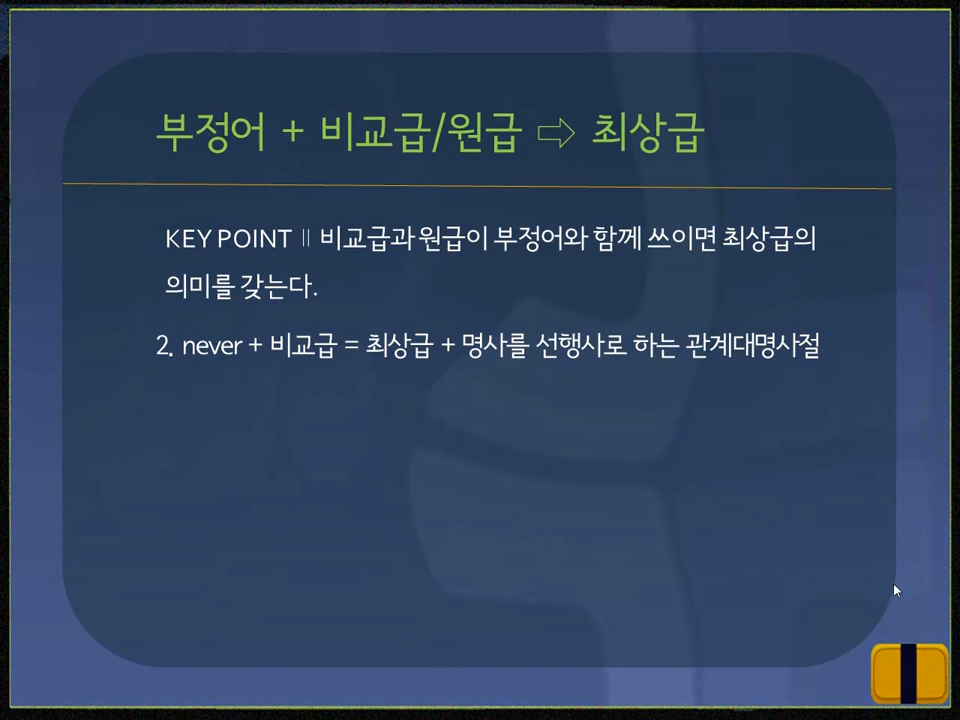 부정어 + 비교급/원급 ⇨ 최상급
KEY POINT || 비교급과 원급이 부정어와 함께 쓰이면 최상급의
의미를 갖는다.
2. never + 비교급 = 최상급 + 명사를 선행사로 하는 관계대명사절